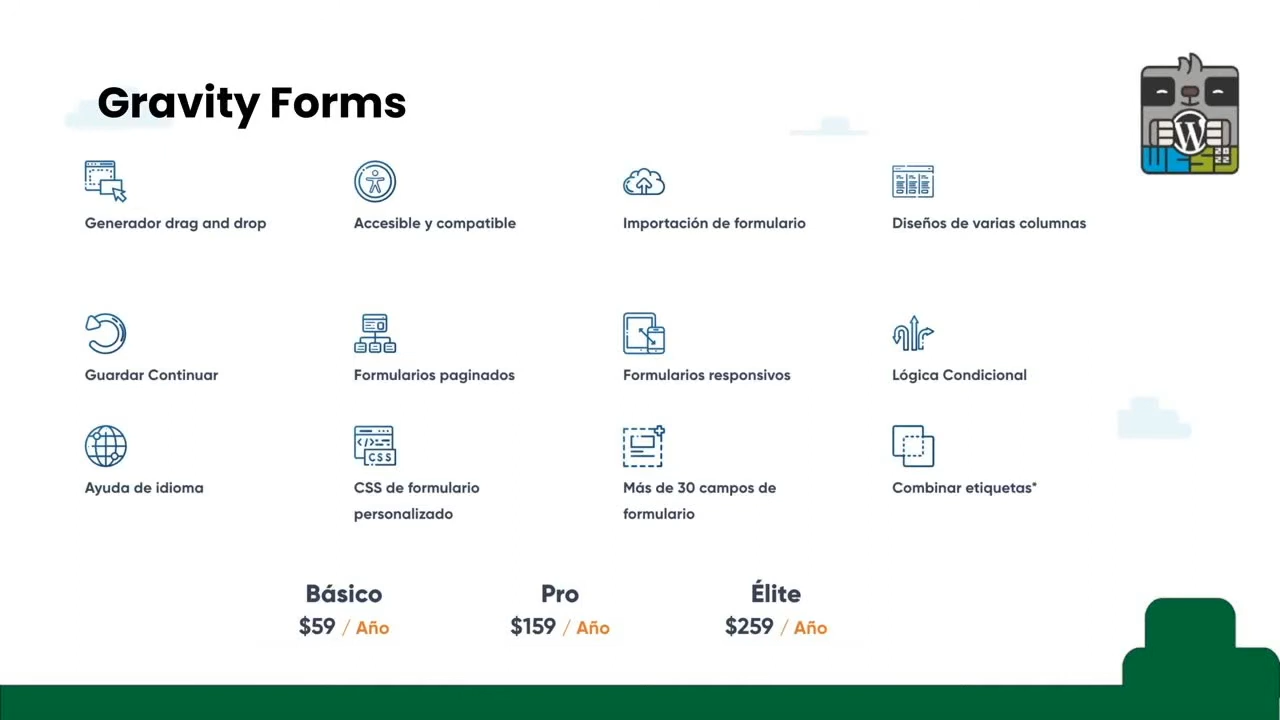 Gravity Forms
Generador drag and drop
Accesible y compatible
Importación de formulario
Diseños de varias columnas
Guardar Continuar
Formularios paginados
Formularios responsivos
Lógica Condicional
Ayuda de idioma
CSS
CSS de formulario
personalizado
Más de 30 campos de
formulario
Combinar etiquetas*
Básico
$59 / Año
Pro
$159 / Año
Élite
$259 / Año